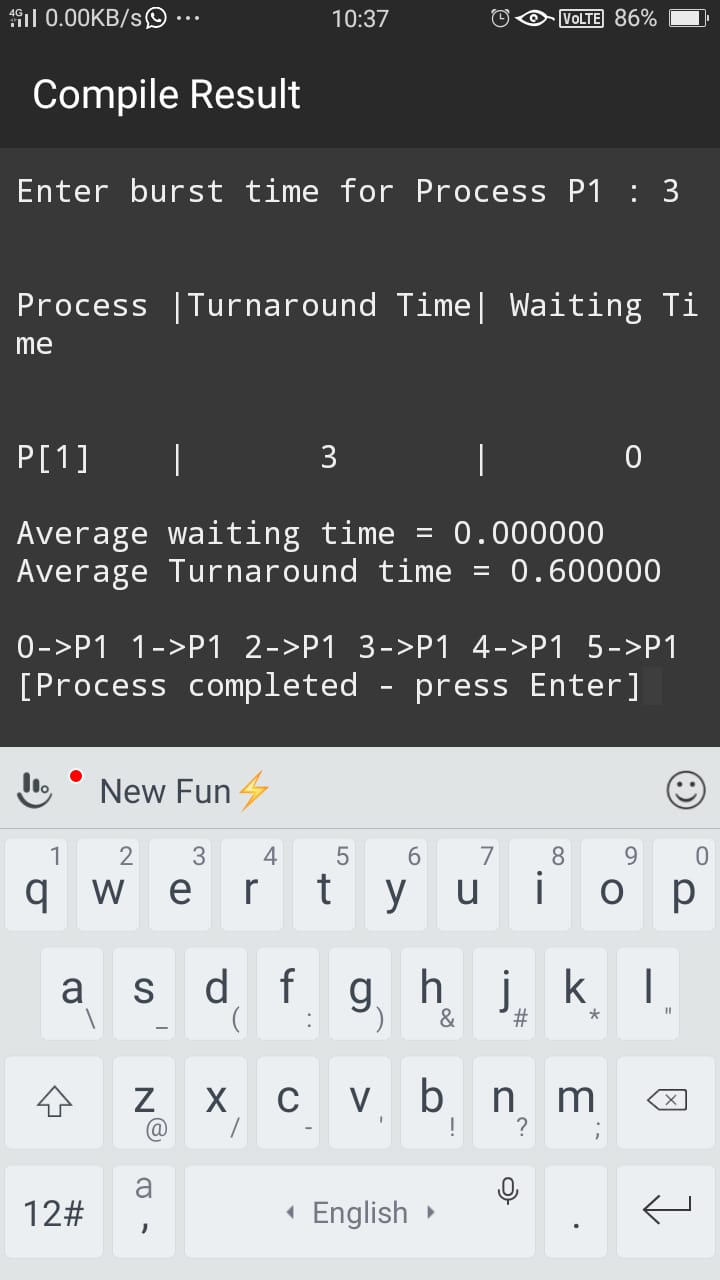 4G 0.00KB/s ··· 10:37 VoLTE 86%
Compile Result
Enter burst time for Process P1 : 3
Process |Turnaround Time| Waiting Ti
me
P[1] | 3 | 0
Average waiting time = 0.000000
Average Turnaround time = 0.600000
0->P1 1->P1 2->P1 3->P1 4->P1 5->P1
[Process completed - press Enter]
New Fun⚡
1 2 3 4 5 6 7 8 9 0
q w e r t y u i o p
a s d f g h j k l
\ _ ( : ) & # * "
z x c v b n m
@ / - ' ! ? ;
12# a , English .